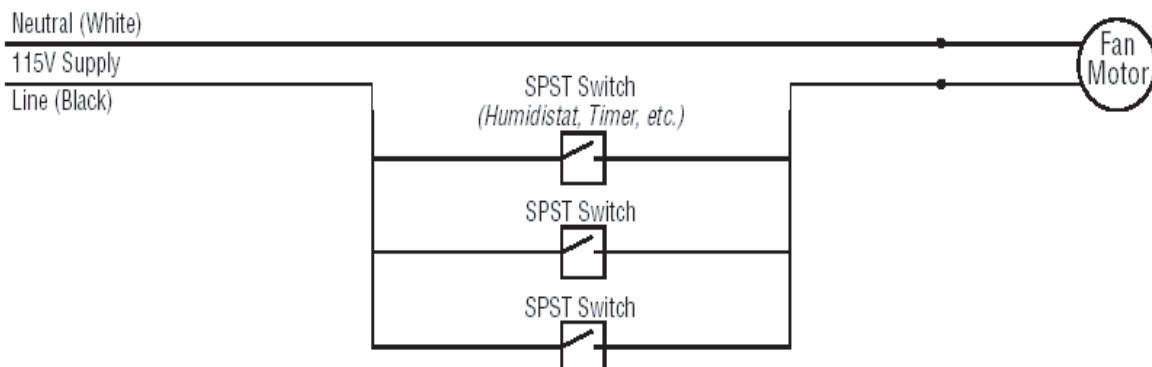 Neutral (White)
115V Supply
Line (Black)
SPST Switch
(Humidistat, Timer, etc.)
SPST Switch
SPST Switch
Fan
Motor